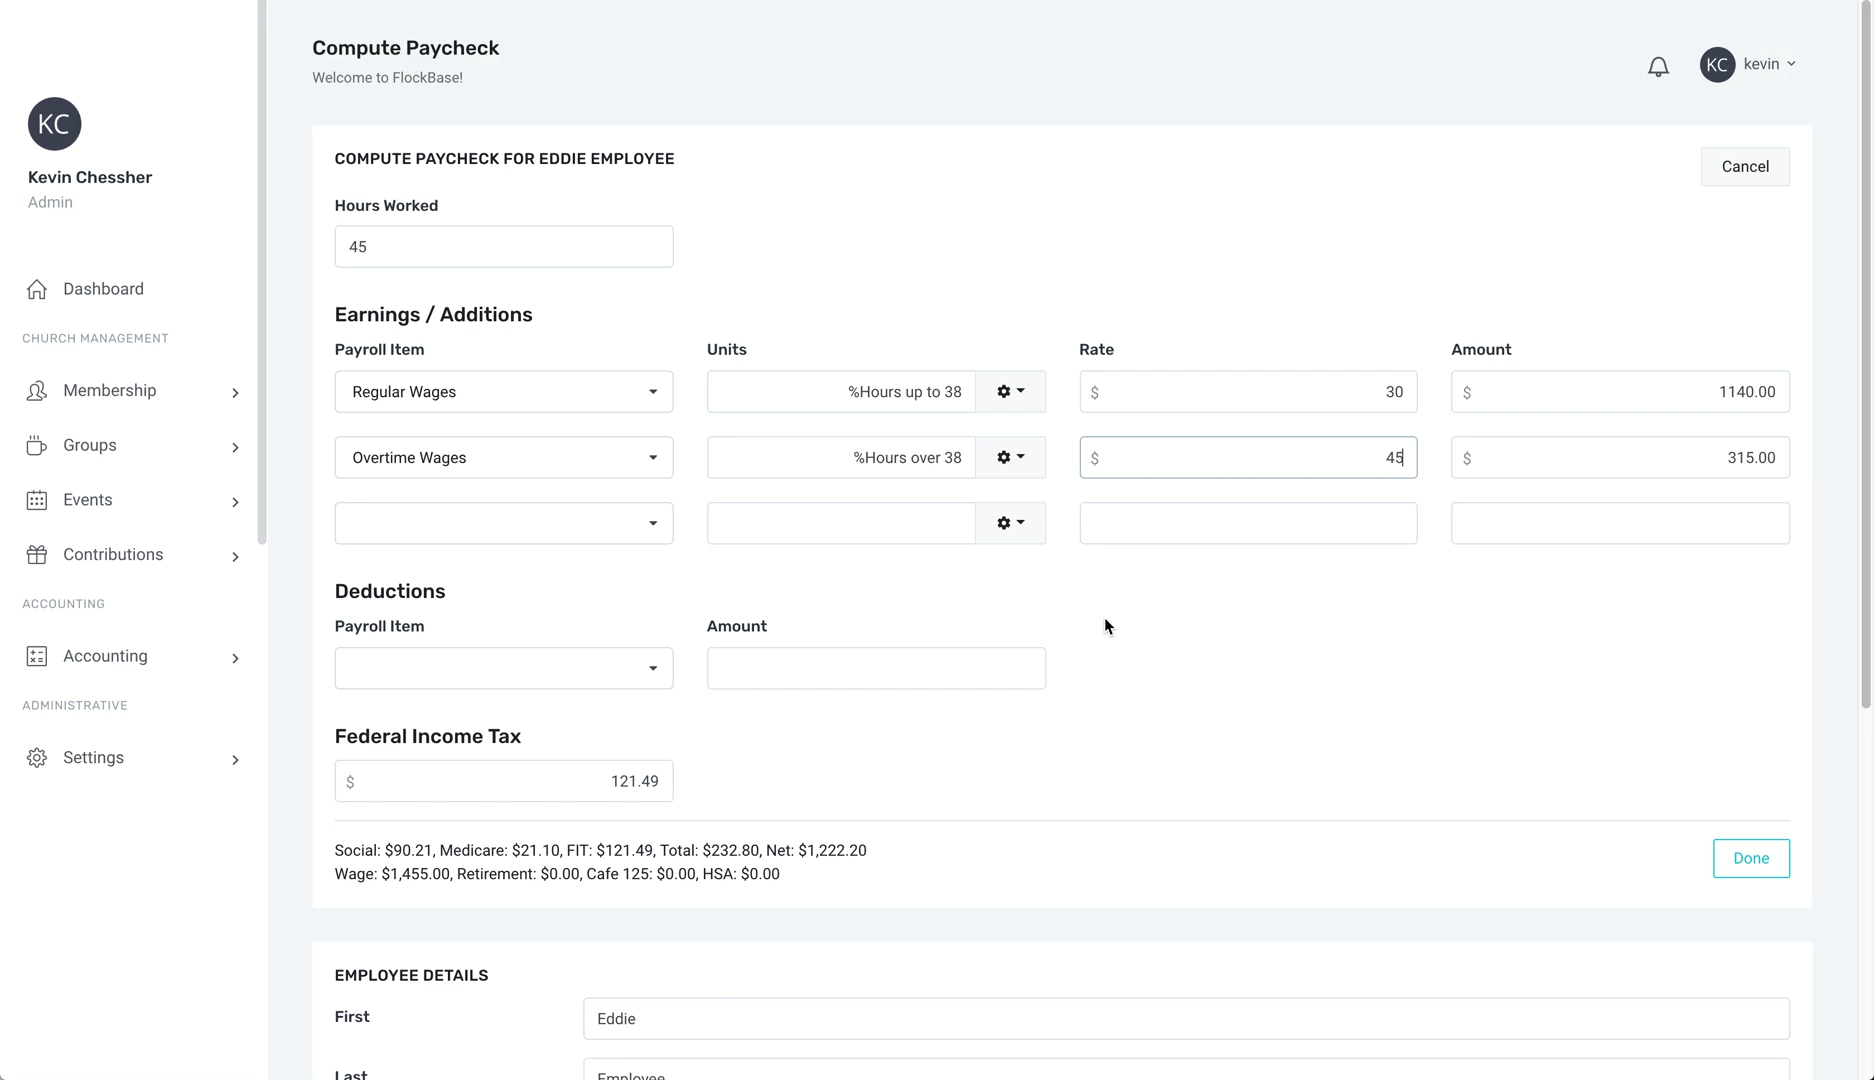 Compute Paycheck
Welcome to FlockBase!
KC kevin
KC
Kevin Chessher
Admin
Dashboard
CHURCH MANAGEMENT
Membership
Groups
Events
Contributions
ACCOUNTING
Accounting
ADMINISTRATIVE
Settings
COMPUTE PAYCHECK FOR EDDIE EMPLOYEE
Cancel
Hours Worked
45
Earnings / Additions
Payroll Item Units Rate Amount
Regular Wages %Hours up to 38 $ 30 $ 1140.00
Overtime Wages %Hours over 38 $ 45 $ 315.00
Deductions
Payroll Item Amount
Federal Income Tax
$ 121.49
Social: $90.21, Medicare: $21.10, FIT: $121.49, Total: $232.80, Net: $1,222.20
Wage: $1,455.00, Retirement: $0.00, Cafe 125: $0.00, HSA: $0.00
Done
EMPLOYEE DETAILS
First Eddie
Last Employee